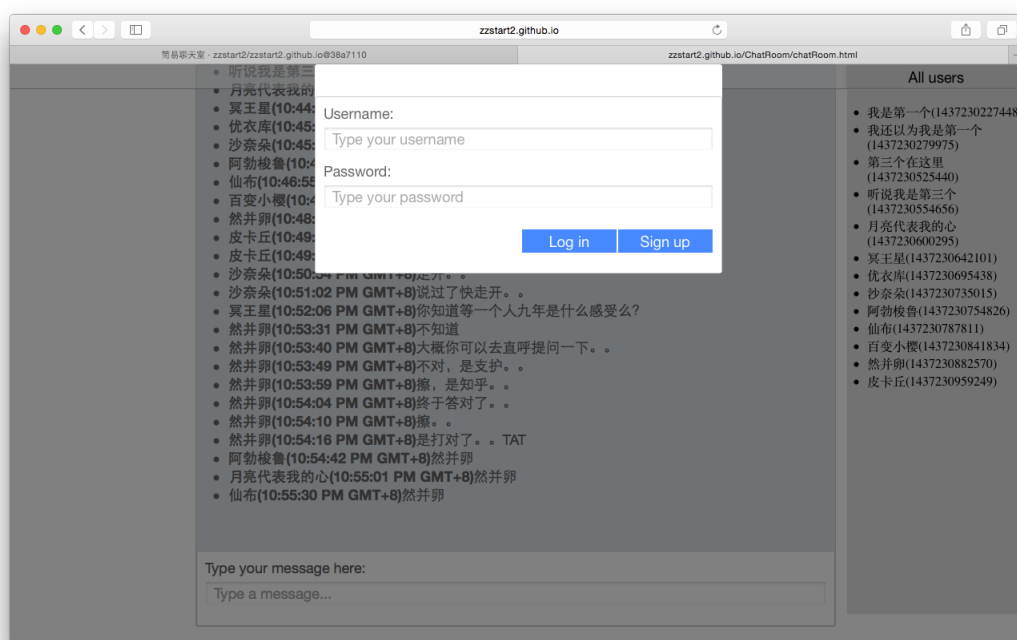 zzstart2.github.io
简易聊天室 · zzstart2/zzstart2.github.io@38a7110
zzstart2.github.io/ChatRoom/chatRoom.html
听说我是第三
月亮代表我的
冥王星(10:44:
优衣库(10:45:
沙奈朵(10:45:
阿勃梭鲁(10:4
仙布(10:46:55
百变小樱(10:4
然并卵(10:48:
皮卡丘(10:49:
皮卡丘(10:49:
沙奈朵(10:50:54 PM GMT+8)走开。。
沙奈朵(10:51:02 PM GMT+8)说过了快走开。。
冥王星(10:52:06 PM GMT+8)你知道等一个人九年是什么感受么?
然并卵(10:53:31 PM GMT+8)不知道
然并卵(10:53:40 PM GMT+8)大概你可以去直呼提问一下。。
然并卵(10:53:49 PM GMT+8)不对，是支护。。
然并卵(10:53:59 PM GMT+8)擦，是知乎。。
然并卵(10:54:04 PM GMT+8)终于答对了。。
然并卵(10:54:10 PM GMT+8)擦。。
然并卵(10:54:16 PM GMT+8)是打对了。。TAT
阿勃梭鲁(10:54:42 PM GMT+8)然并卵
月亮代表我的心(10:55:01 PM GMT+8)然并卵
仙布(10:55:30 PM GMT+8)然并卵
Username:
Type your username
Password:
Type your password
Log in
Sign up
Type your message here:
Type a message...
All users
我是第一个(1437230227448
我还以为我是第一个
(1437230279975)
第三个在这里
(1437230525440)
听说我是第三个
(1437230554656)
月亮代表我的心
(1437230600295)
冥王星(1437230642101)
优衣库(1437230695438)
沙奈朵(1437230735015)
阿勃梭鲁(1437230754826)
仙布(1437230787811)
百变小樱(1437230841834)
然并卵(1437230882570)
皮卡丘(1437230959249)